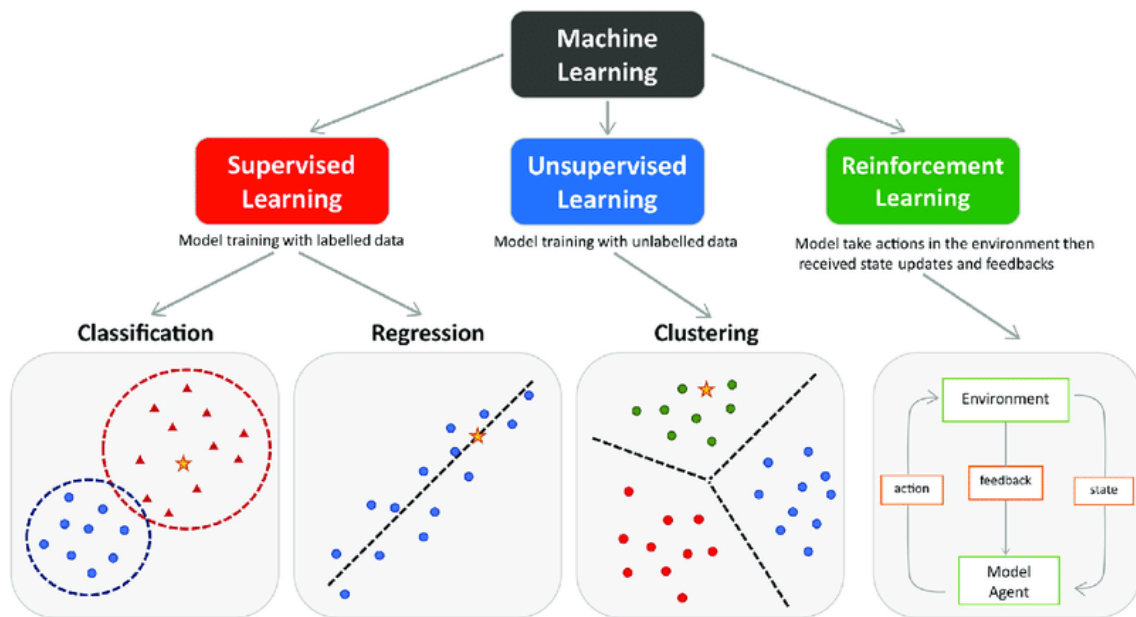 Machine
Learning
Supervised
Learning
Unsupervised
Learning
Reinforcement
Learning
Model training with labelled data
Model training with unlabelled data
Model take actions in the environment then
received state updates and feedbacks
Classification
Regression
Clustering
Environment
action
feedback
state
Model
Agent